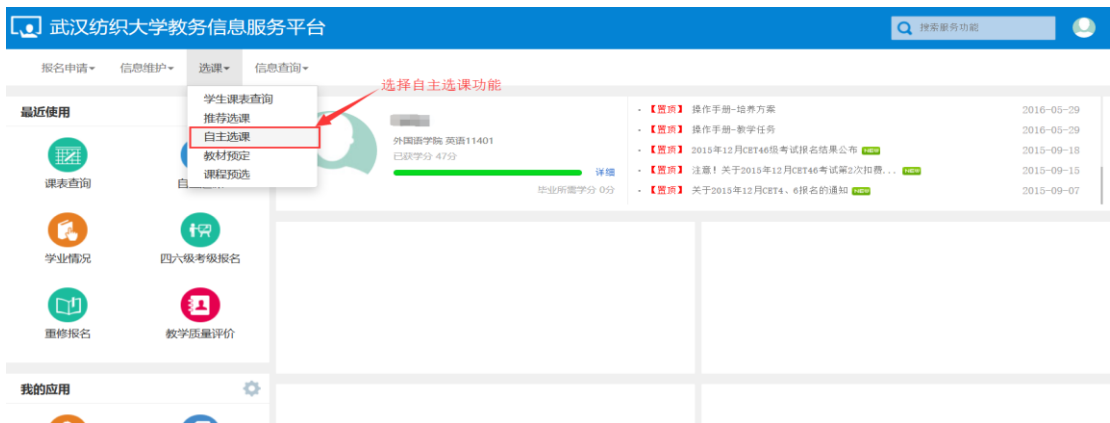 武汉纺织大学教务信息服务平台
搜索服务功能
报名申请 信息维护 选课 信息查询
选择自主选课功能
学生课表查询
推荐选课
自主选课
教材预定
课程预选
最近使用
课表查询
学业情况
四六级考级报名
重修报名
教学质量评价
我的应用
外国语学院 英语11401
已获学分 47分
详细
毕业所需学分 0分
【置顶】 操作手册-培养方案 2016-05-29
【置顶】 操作手册-教学任务 2016-05-29
【置顶】 2015年12月CET46组考试报名结果公布 NEW 2015-09-18
【置顶】 注意!关于2015年12月CET46考试第2次扣费... NEW 2015-09-15
【置顶】 关于2015年12月CET4、6报名的通知 NEW 2015-09-07